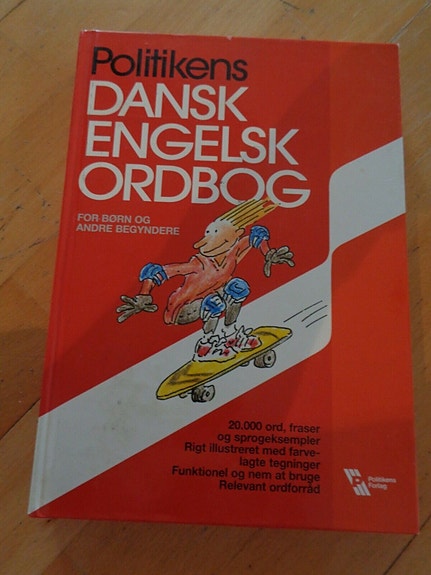 Politikens
DANSK
ENGELSK
ORDBOG
FOR BØRN OG
ANDRE BEGYNDERE
20.000 ord, fraser
og sprogeksempler
Rigt illustreret med farve-
lagte tegninger
Funktionel og nem at bruge
Relevant ordforråd
Politikens
Forlag